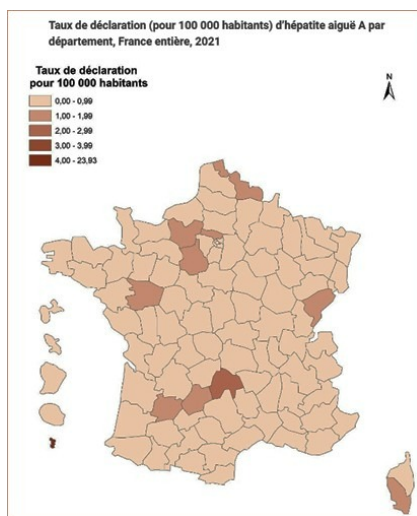 Taux de déclaration (pour 100 000 habitants) d'hépatite aiguë A par
département, France entière, 2021
Taux de déclaration
pour 100 000 habitants
N
0,00 - 0,99
1,00 - 1,99
2,00 - 2,99
3,00 - 3,99
4,00 - 23,93